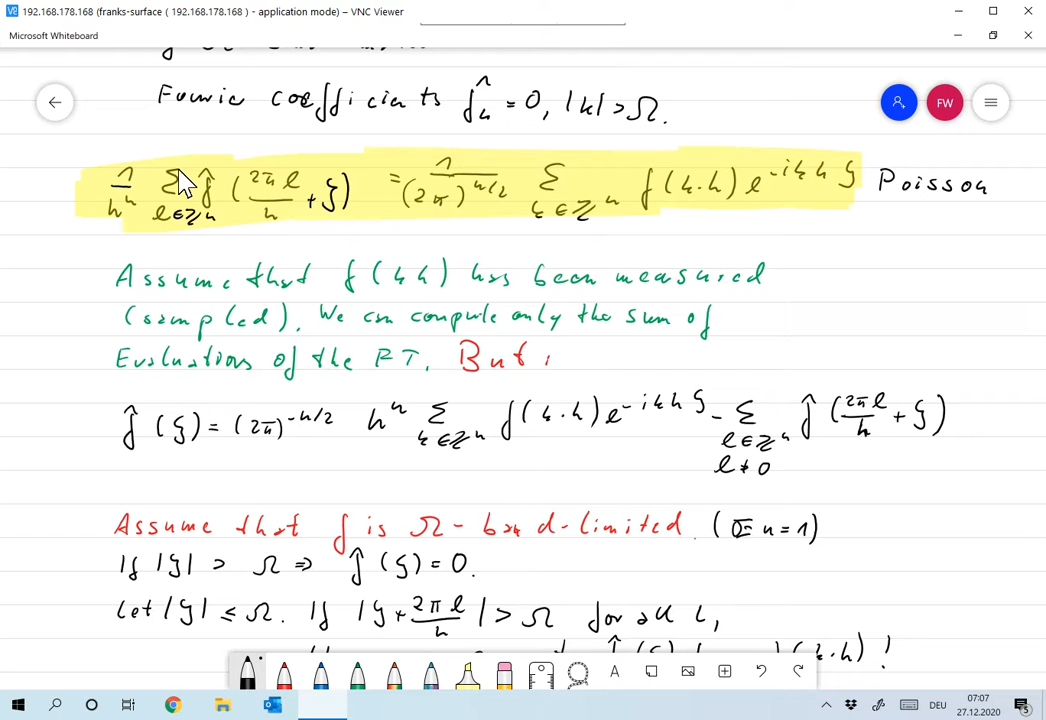 192.168.178.168 (franks-surface ( 192.168.178.168 ) - application mode) – VNC Viewer
Microsoft Whiteboard
Fourier coefficients f̂_k = 0, |k| > Ω.
FW
1/h^n Σ_{l∈ℤ^n} f̂ (2πl/h + ξ) = 1/(2π)^{n/2} Σ_{k∈ℤ^n} f(k·h) e^{-ikhξ} Poisson
Assume that f(kh) has been measured
(sampled). We can compute only the sum of
Evaluations of the FT. But :
f̂(ξ) = (2π)^{-n/2} h^n Σ_{k∈ℤ^n} f(k·h) e^{-ikhξ} - Σ_{l∈ℤ^n, l≠0} f̂ (2πl/h + ξ)
Assume that f is Ω-band-limited. (n=1)
If |ξ| > Ω ⇒ f̂(ξ) = 0.
Let |ξ| ≤ Ω. If |ξ + 2πl/h| > Ω for all l,
(k·h) !
A
DEU
07:07
27.12.2020
5